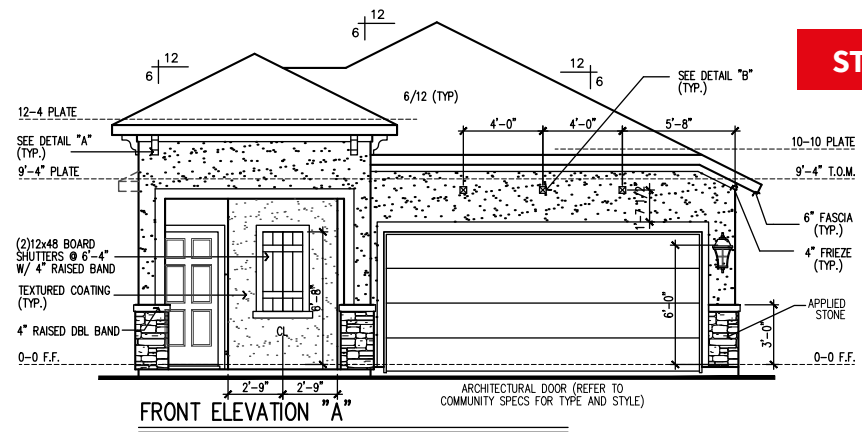 12
6
12
6
12
6
ST
6/12 (TYP)
SEE DETAIL "B"
(TYP.)
12-4 PLATE
4'-0"
4'-0"
5'-8"
10-10 PLATE
SEE DETAIL "A"
(TYP.)
9'-4" PLATE
9'-4" T.O.M.
1'-7 1/2"
6" FASCIA
(TYP.)
4" FRIEZE
(TYP.)
(2)12x48 BOARD
SHUTTERS @ 6'-4"
W/ 4" RAISED BAND
TEXTURED COATING
(TYP.)
6'-8"
6'-0"
APPLIED
STONE
4" RAISED DBL BAND
CL
3'-0"
0-0 F.F.
0-0 F.F.
2'-9"
2'-9"
ARCHITECTURAL DOOR (REFER TO
COMMUNITY SPECS FOR TYPE AND STYLE)
FRONT ELEVATION "A"